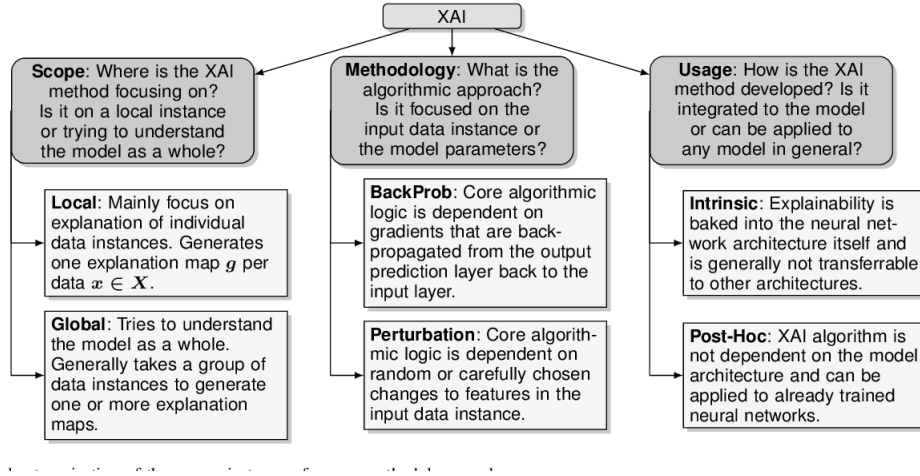 XAI
Scope: Where is the XAI
method focusing on?
Is it on a local instance
or trying to understand
the model as a whole?
Local: Mainly focus on
explanation of individual
data instances. Generates
one explanation map g per
data x ∈ X.
Global: Tries to understand
the model as a whole.
Generally takes a group of
data instances to generate
one or more explanation
maps.
Methodology: What is the
algorithmic approach?
Is it focused on the
input data instance or
the model parameters?
BackProb: Core algorithmic
logic is dependent on
gradients that are back-
propagated from the output
prediction layer back to the
input layer.
Perturbation: Core algorith-
mic logic is dependent on
random or carefully chosen
changes to features in the
input data instance.
Usage: How is the XAI
method developed? Is it
integrated to the model
or can be applied to
any model in general?
Intrinsic: Explainability is
baked into the neural net-
work architecture itself and
is generally not transferrable
to other architectures.
Post-Hoc: XAI algorithm is
not dependent on the model
architecture and can be
applied to already trained
neural networks.